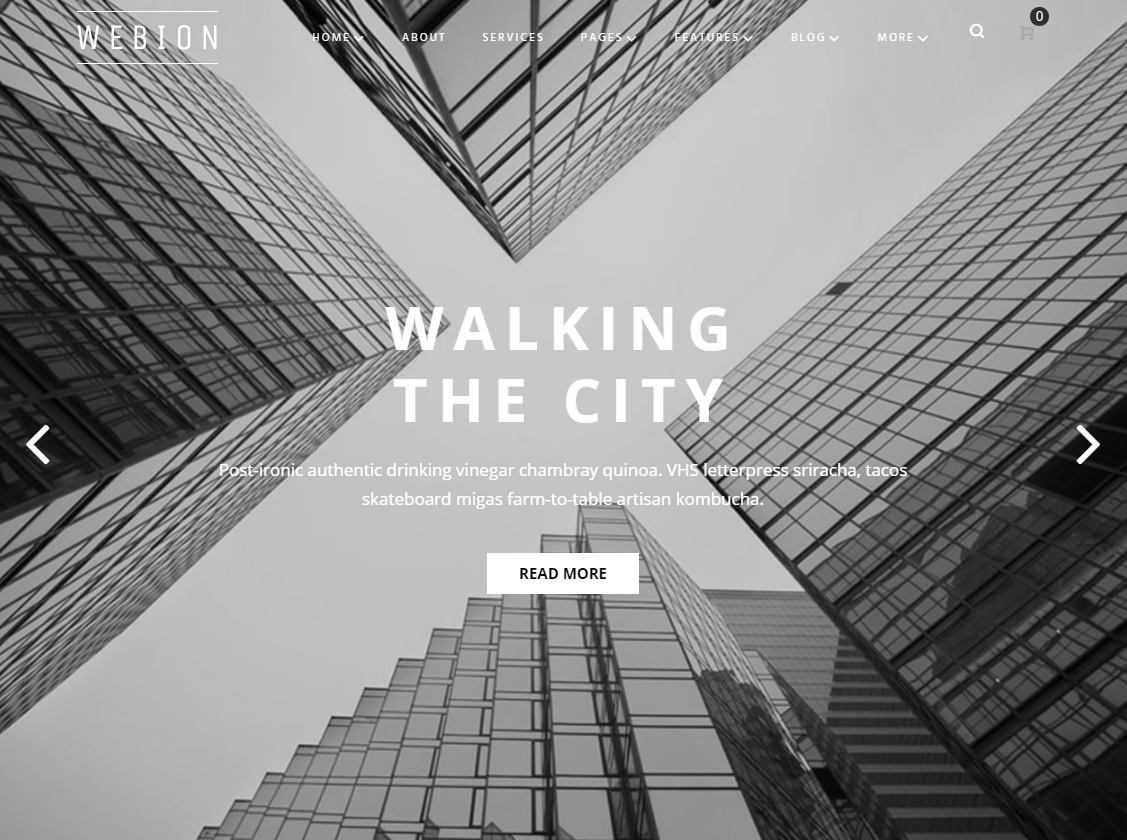 WEBION
HOME ABOUT SERVICES PAGES FEATURES BLOG MORE 0
WALKING
THE CITY
Post-ironic authentic drinking vinegar chambray quinoa. VHS letterpress sriracha, tacos
skateboard migas farm-to-table artisan kombucha.
READ MORE